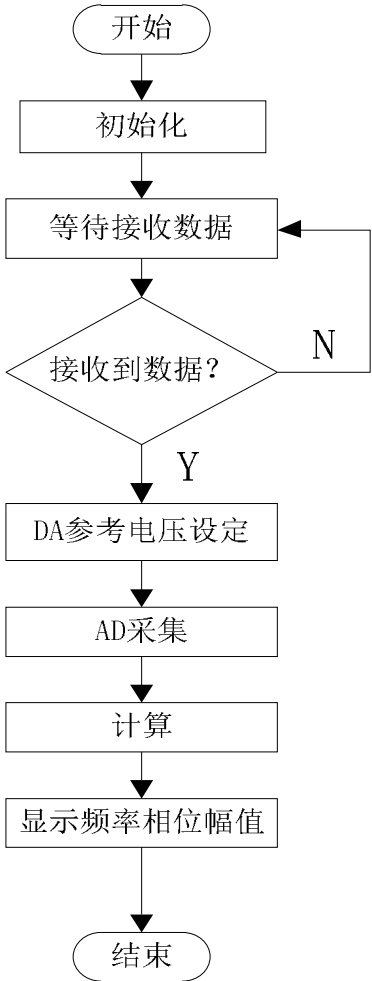 开始
初始化
等待接收数据
接收到数据?
N
Y
DA参考电压设定
AD采集
计算
显示频率相位幅值
结束